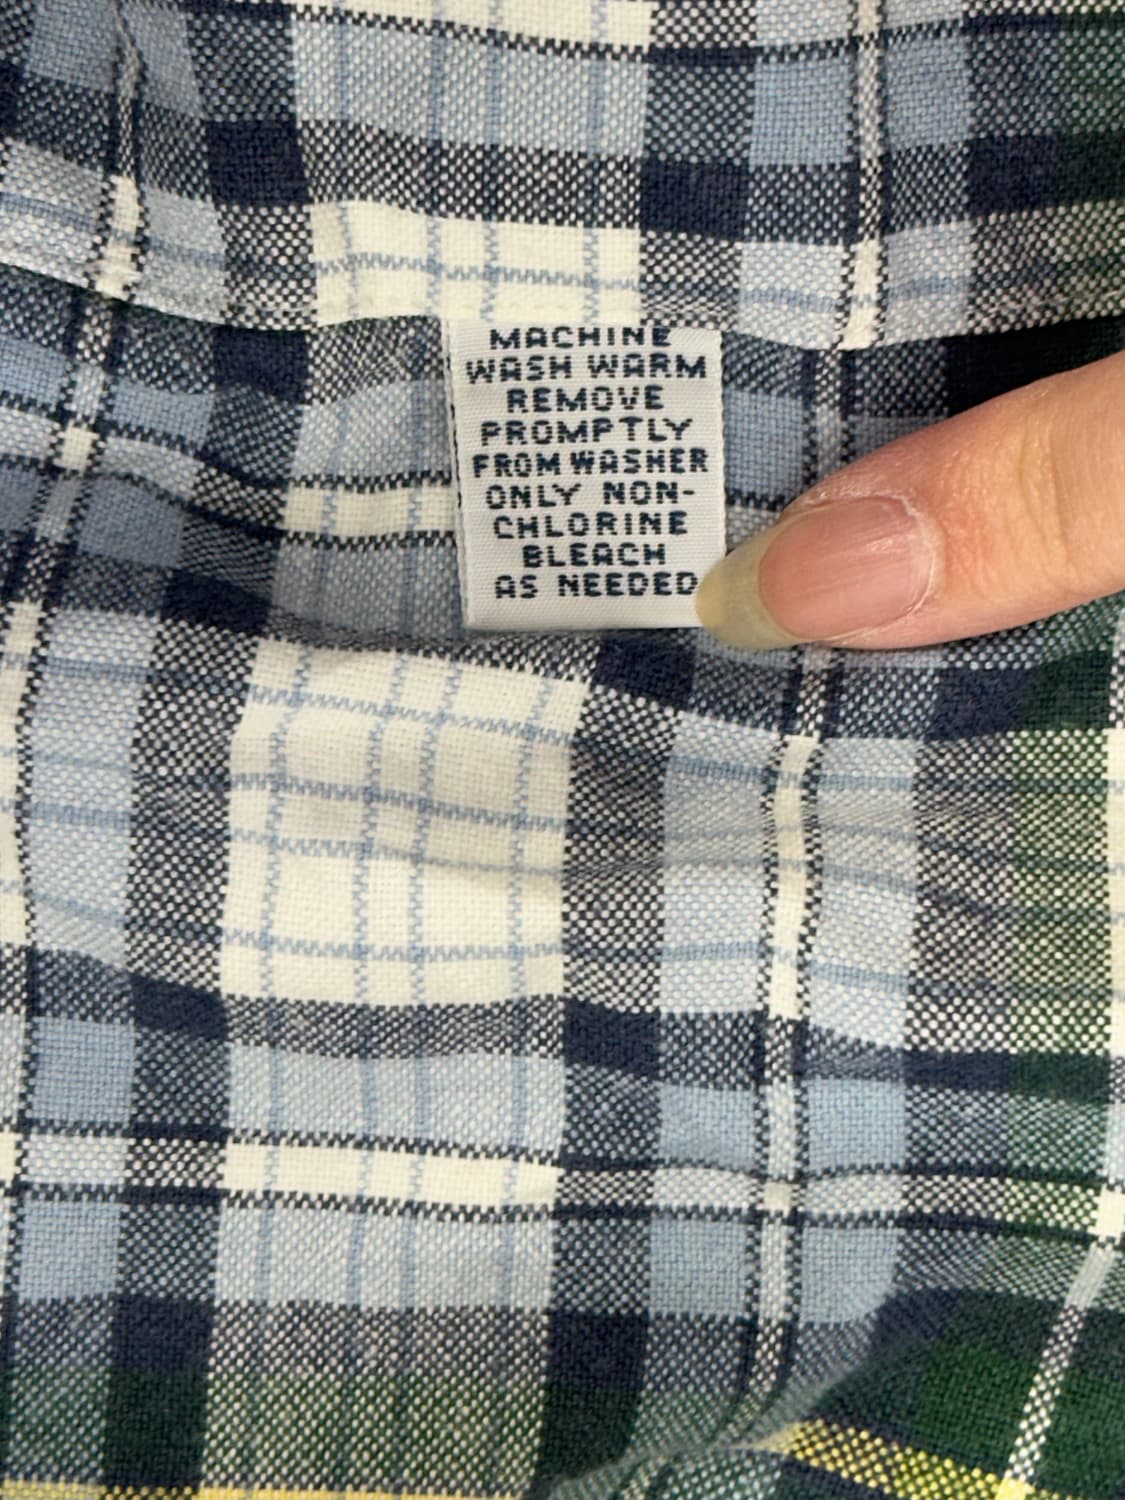 MACHINE
WASH WARM
REMOVE
PROMPTLY
FROM WASHER
ONLY NON-
CHLORINE
BLEACH
AS NEEDED